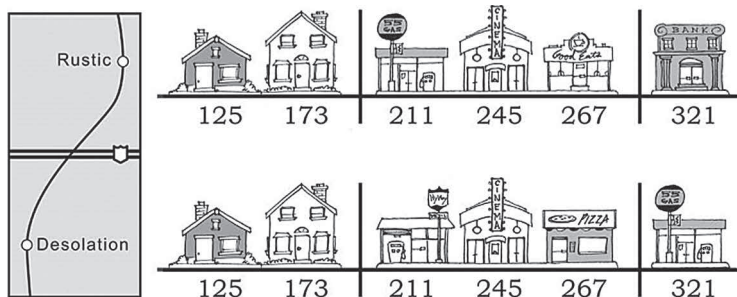 Rustic
Desolation
55
GAS
CINEMA
Good Eats
BANK
125 173 211 245 267 321
HyWay
CINEMA
PIZZA
55
GAS
125 173 211 245 267 321